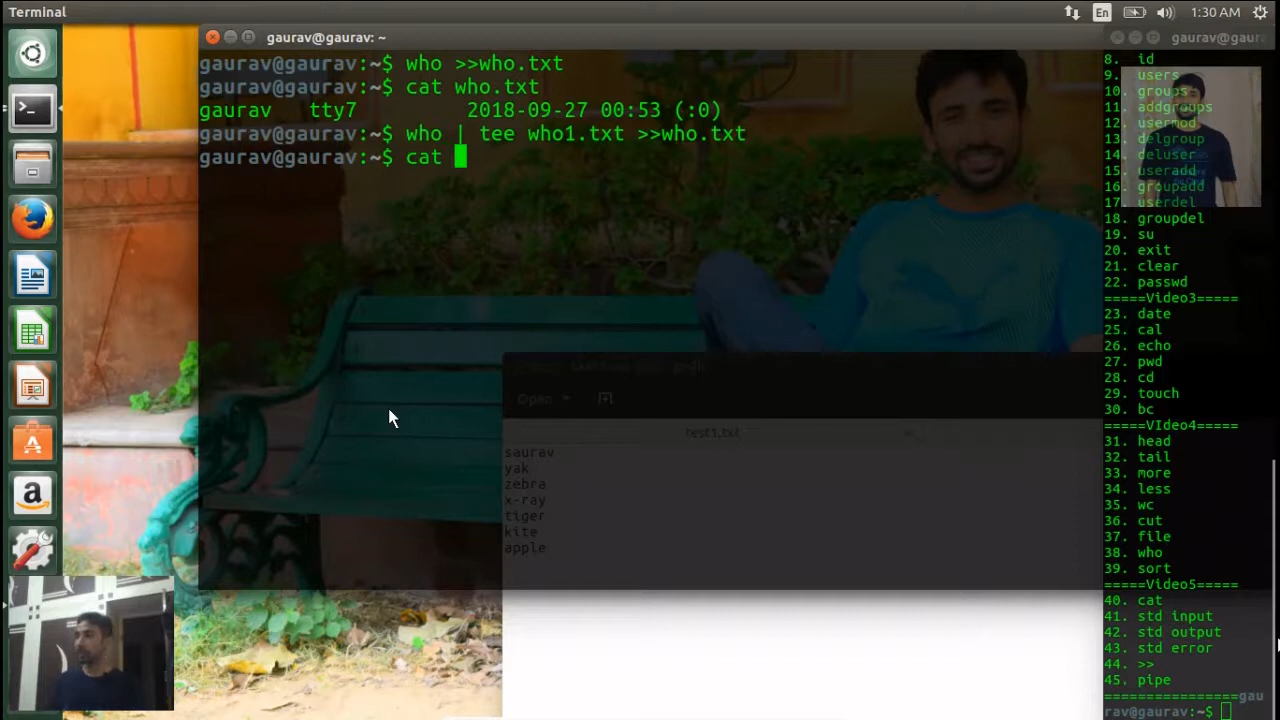 Terminal
En
1:30 AM
gaurav@gaurav: ~
gaurav@gaurav:~$ who >>who.txt
gaurav@gaurav:~$ cat who.txt
gaurav tty7 2018-09-27 00:53 (:0)
gaurav@gaurav:~$ who | tee who1.txt >>who.txt
gaurav@gaurav:~$ cat
Open
test1.txt
saurav
yak
zebra
x-ray
tiger
kite
apple
gaurav@gaur
8. id
9. users
10. groups
11. addgroups
12. usermod
13. delgroup
14. deluser
15. useradd
16. groupadd
17. userdel
18. groupdel
19. su
20. exit
21. clear
22. passwd
=====Video3=====
23. date
25. cal
26. echo
27. pwd
28. cd
29. touch
30. bc
=====VIdeo4=====
31. head
32. tail
33. more
34. less
35. wc
36. cut
37. file
38. who
39. sort
=====Video5=====
40. cat
41. std input
42. std output
43. std error
44. >>
45. pipe
================gau
rav@gaurav:~$